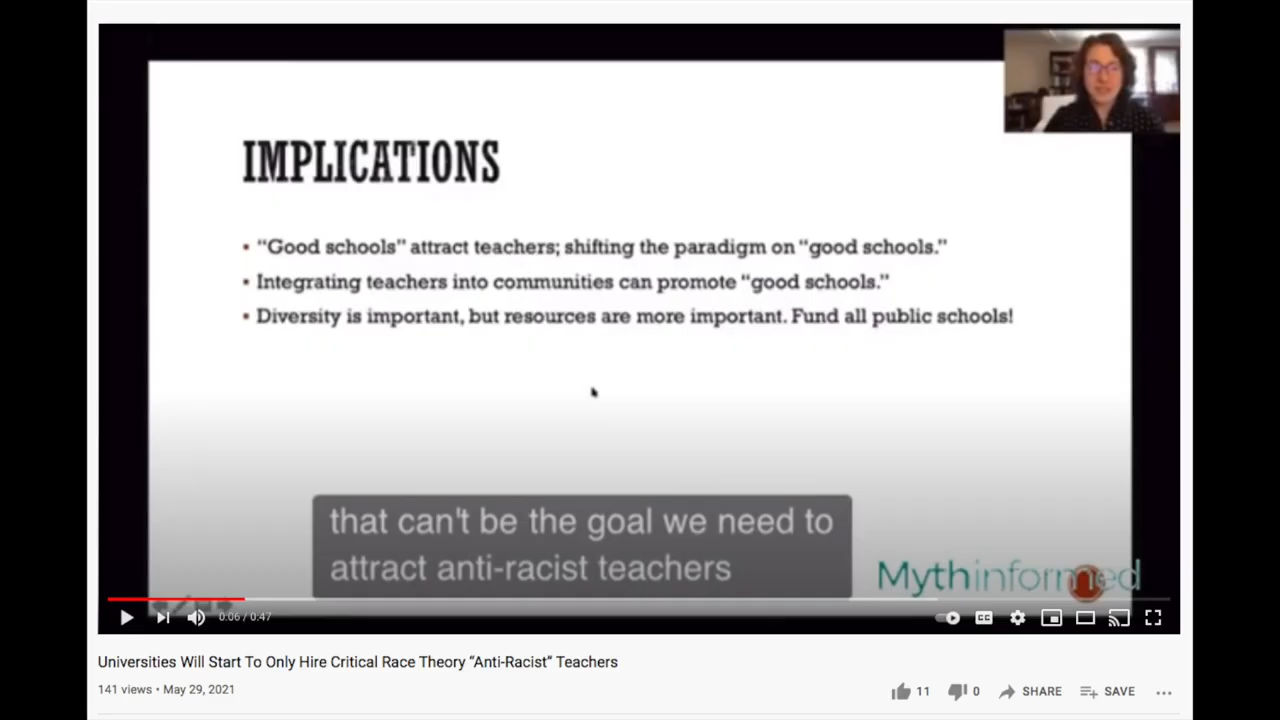 IMPLICATIONS
▪ “Good schools” attract teachers; shifting the paradigm on “good schools.”
▪ Integrating teachers into communities can promote “good schools.”
▪ Diversity is important, but resources are more important. Fund all public schools!
that can't be the goal we need to
attract anti-racist teachers
Mythinformed
0:06 / 0:47
CC
Universities Will Start To Only Hire Critical Race Theory “Anti-Racist” Teachers
141 views • May 29, 2021
11 0 SHARE SAVE